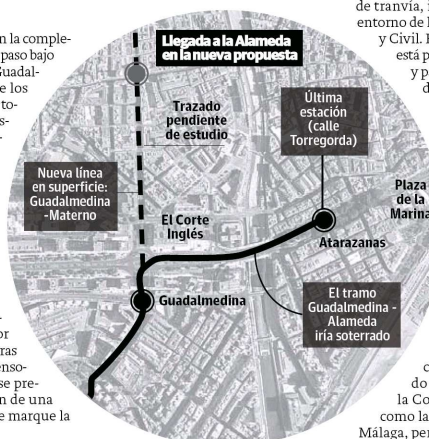 n la comple-
paso bajo
Guadal-
e los
to-
s-
-
de tranvía, i
entorno de l
y Civil.
está p
y p
d
Llegada a la Alameda
en la nueva propuesta
Trazado
pendiente
de estudio
Última
estación
(calle
Torregorda)
Nueva línea
en superficie:
Guadalmedina
-Materno
Plaza
de la
Marina
El Corte
Inglés
Atarazanas
Guadalmedina
El tramo
Guadalmedina -
Alameda
iría soterrado
-
or
ras
enso-
se pre-
n de una
e marque la
c
do
la Co
como la
Málaga, per